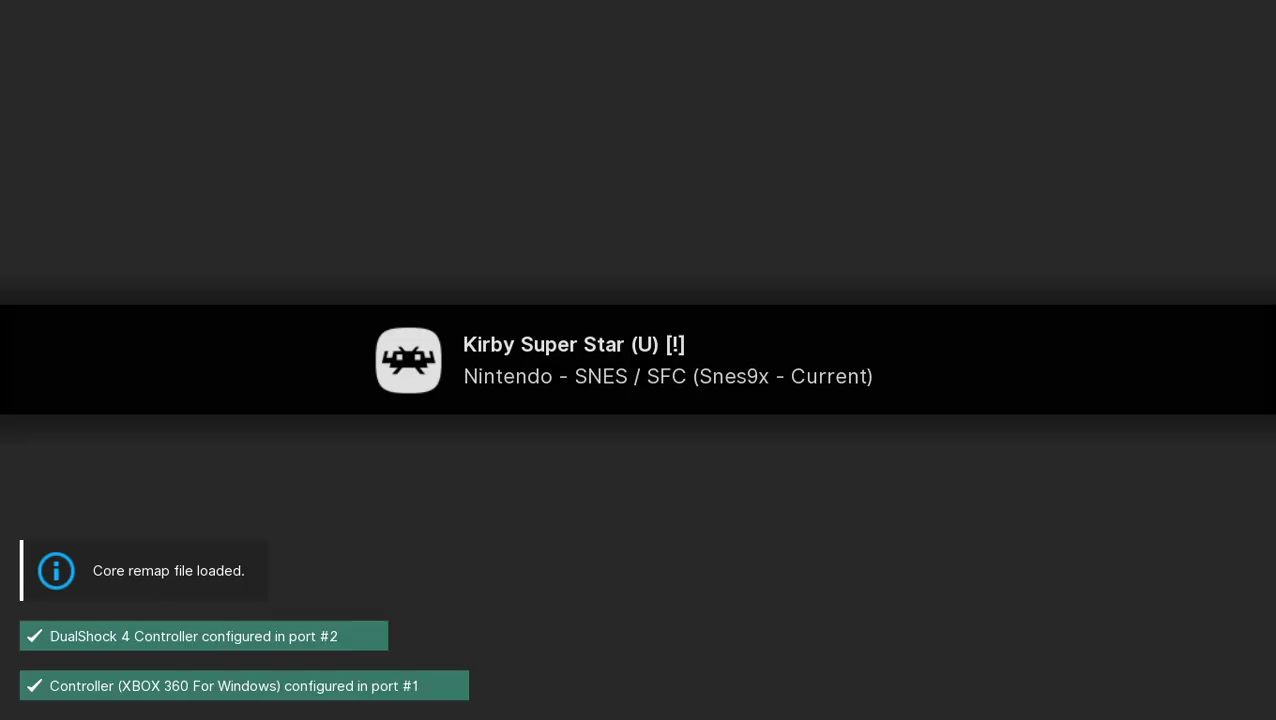 Kirby Super Star (U) [!]
Nintendo - SNES / SFC (Snes9x - Current)
Core remap file loaded.
DualShock 4 Controller configured in port #2
Controller (XBOX 360 For Windows) configured in port #1